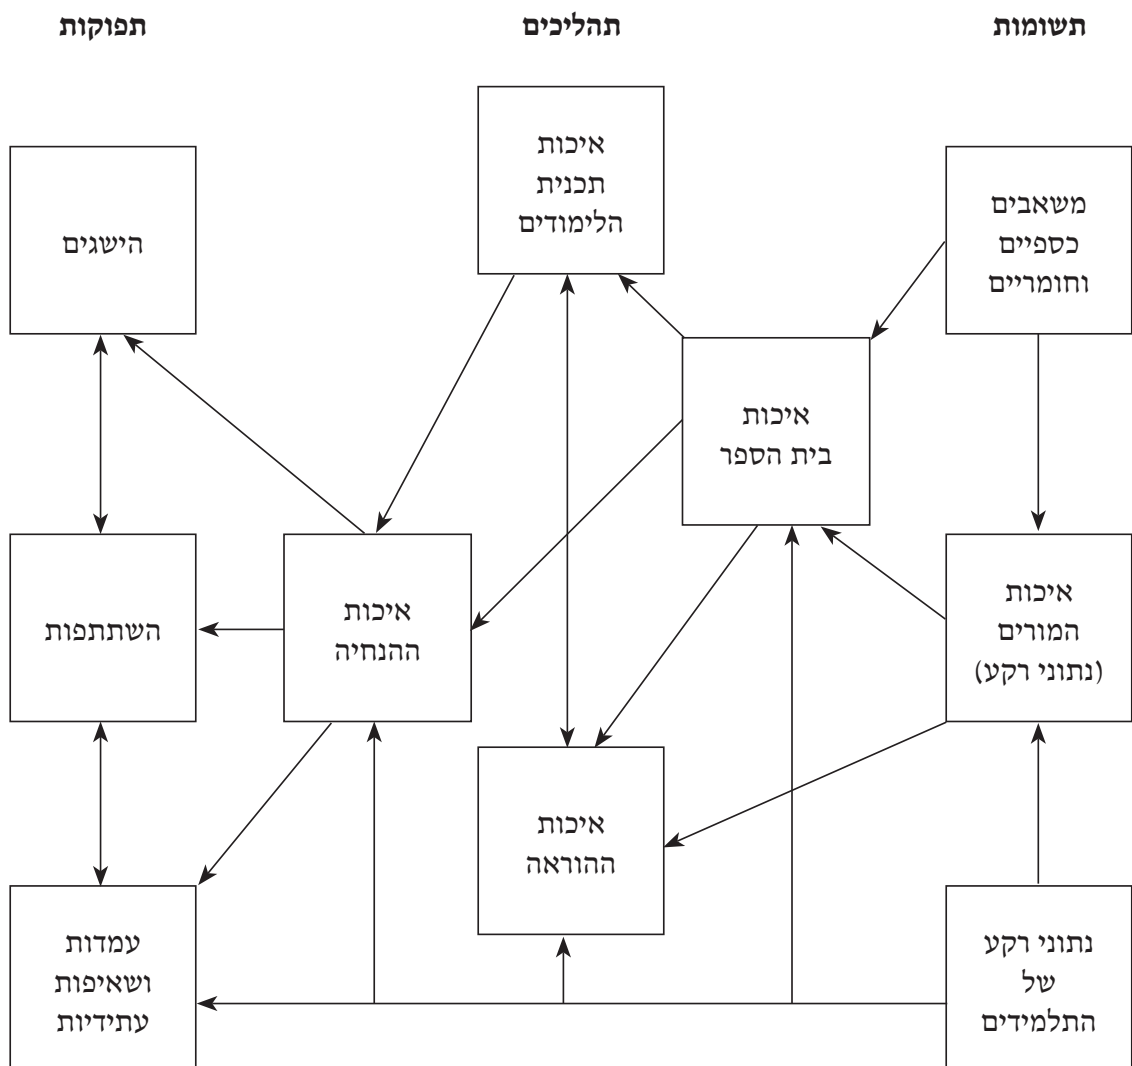 תשומות
תהליכים
תפוקות
משאבים
כספיים
וחומריים
איכות
המורים
(נתוני רקע)
נתוני רקע
של
התלמידים
איכות
תכנית
הלימודים
איכות
בית הספר
איכות
ההנחיה
איכות
ההוראה
הישגים
השתתפות
עמדות
ושאיפות
עתידיות